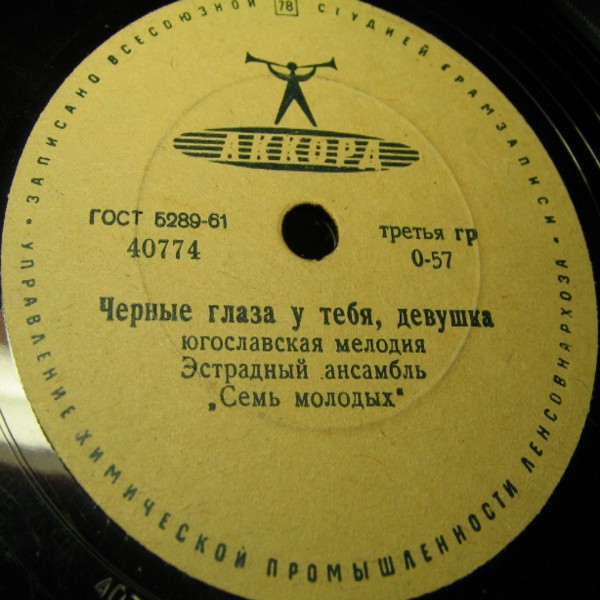 ЗАПИСАНО ВСЕСОЮЗНОЙ СТУДИЕЙ ГРАМЗАПИСИ
78
АККОРД
ГОСТ 5289-61
40774
третья гр
0-57
Черные глаза у тебя, девушка
югославская мелодия
Эстрадный ансамбль
„Семь молодых“
УПРАВЛЕНИЕ ХИМИЧЕСКОЙ ПРОМЫШЛЕННОСТИ ЛЕНСОВНАРХОЗА